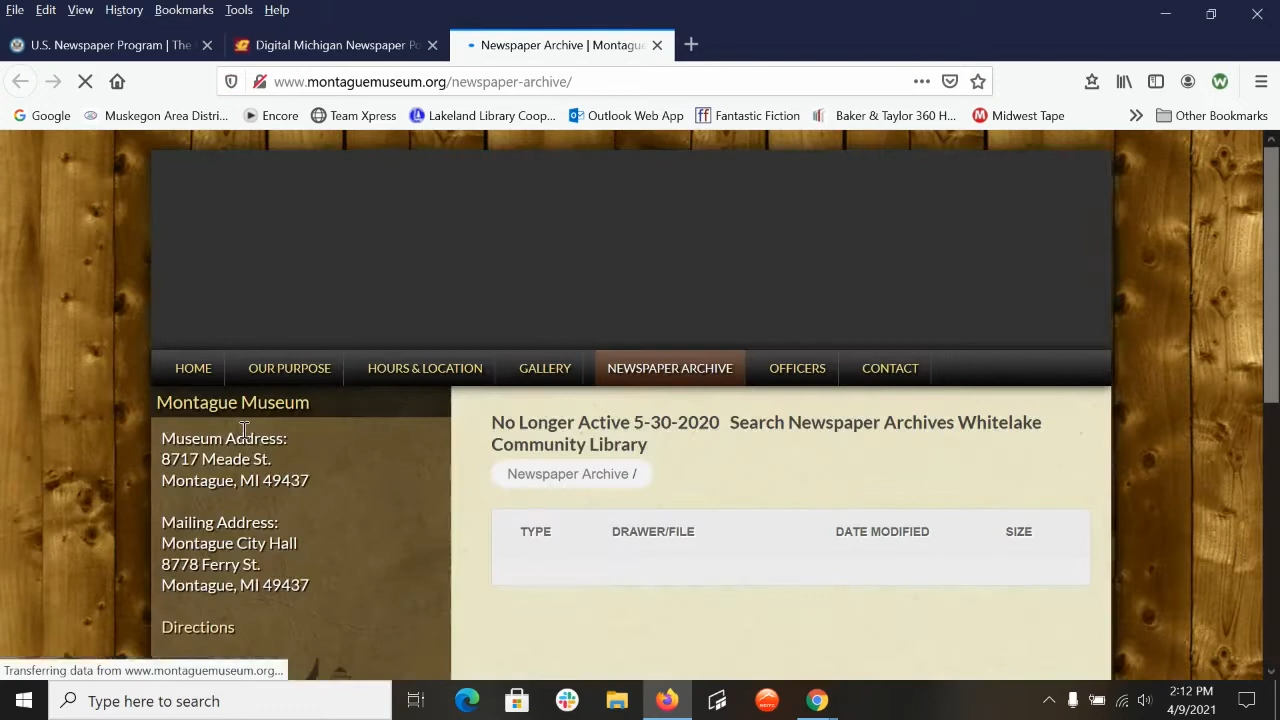 File Edit View History Bookmarks Tools Help
U.S. Newspaper Program | The
Digital Michigan Newspaper Po
Newspaper Archive | Montague
www.montaguemuseum.org/newspaper-archive/
Google Muskegon Area Distri... Encore Team Xpress Lakeland Library Coop... Outlook Web App Fantastic Fiction Baker & Taylor 360 H... Midwest Tape Other Bookmarks
HOME OUR PURPOSE HOURS & LOCATION GALLERY NEWSPAPER ARCHIVE OFFICERS CONTACT
Montague Museum
Museum Address:
8717 Meade St.
Montague, MI 49437
Mailing Address:
Montague City Hall
8778 Ferry St.
Montague, MI 49437
Directions
No Longer Active 5-30-2020 Search Newspaper Archives Whitelake
Community Library
Newspaper Archive /
TYPE DRAWER/FILE DATE MODIFIED SIZE
Transferring data from www.montaguemuseum.org...
Type here to search
2:12 PM
4/9/2021